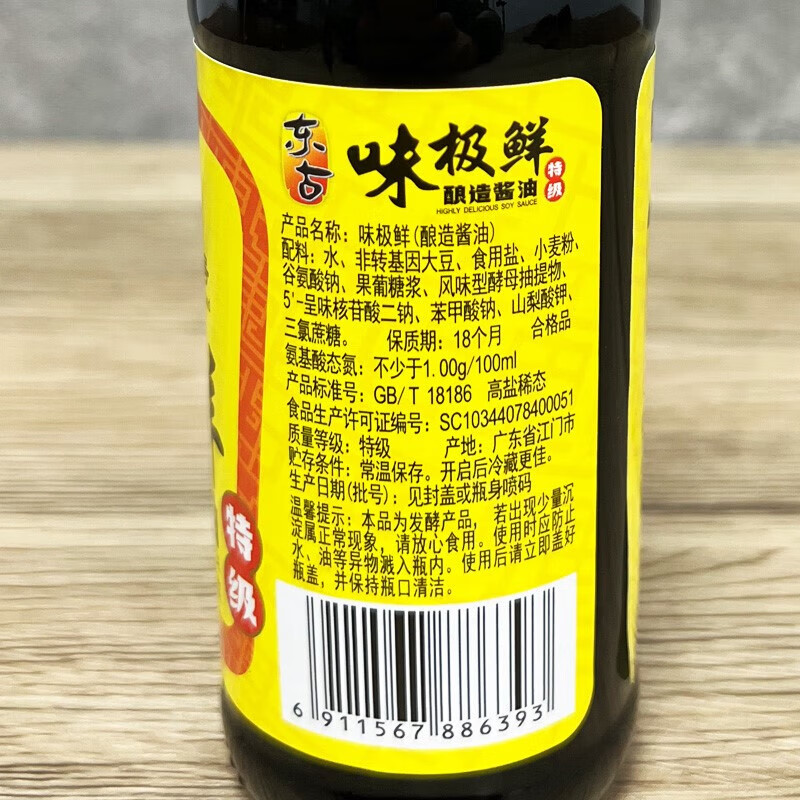 东古
味极鲜
特级
酿造酱油
HIGHLY DELICIOUS SOY SAUCE
产品名称：味极鲜(酿造酱油)
配料：水、非转基因大豆、食用盐、小麦粉、
谷氨酸钠、果葡糖浆、风味型酵母抽提物、
5'-呈味核苷酸二钠、苯甲酸钠、山梨酸钾、
三氯蔗糖。 保质期：18个月 合格品
氨基酸态氮：不少于1.00g/100ml
产品标准号：GB/T 18186 高盐稀态
食品生产许可证编号：SC10344078400051
质量等级：特级 产地：广东省江门市
贮存条件：常温保存。开启后冷藏更佳。
生产日期(批号)：见封盖或瓶身喷码
温馨提示：本品为发酵产品，若出现少量沉
淀属正常现象，请放心食用。使用时应防止
水、油等异物溅入瓶内。使用后请立即盖好
瓶盖，并保持瓶口清洁。
6 911567 886393
特级